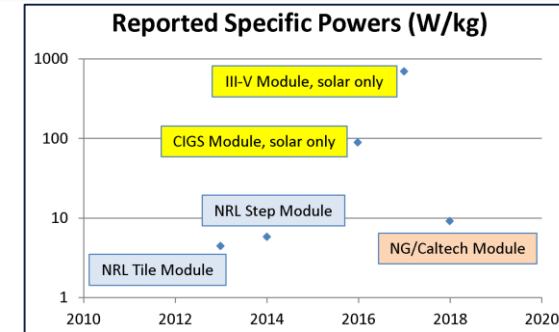 Reported Specific Powers (W/kg)
1000
III-V Module, solar only
100
CIGS Module, solar only
NRL Step Module
10
NG/Caltech Module
NRL Tile Module
1
2010 2012 2014 2016 2018 2020